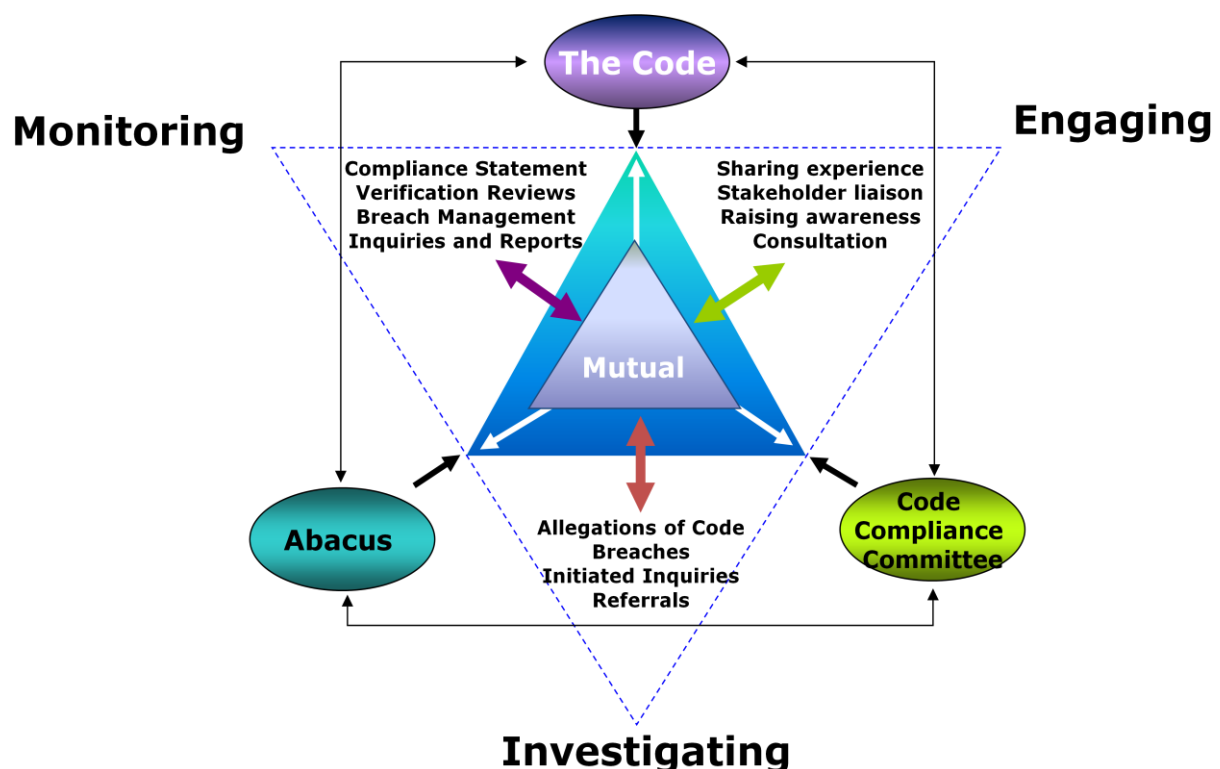 The Code
Monitoring
Engaging
Compliance Statement
Verification Reviews
Breach Management
Inquiries and Reports
Sharing experience
Stakeholder liaison
Raising awareness
Consultation
Mutual
Abacus
Code
Compliance
Committee
Allegations of Code
Breaches
Initiated Inquiries
Referrals
Investigating